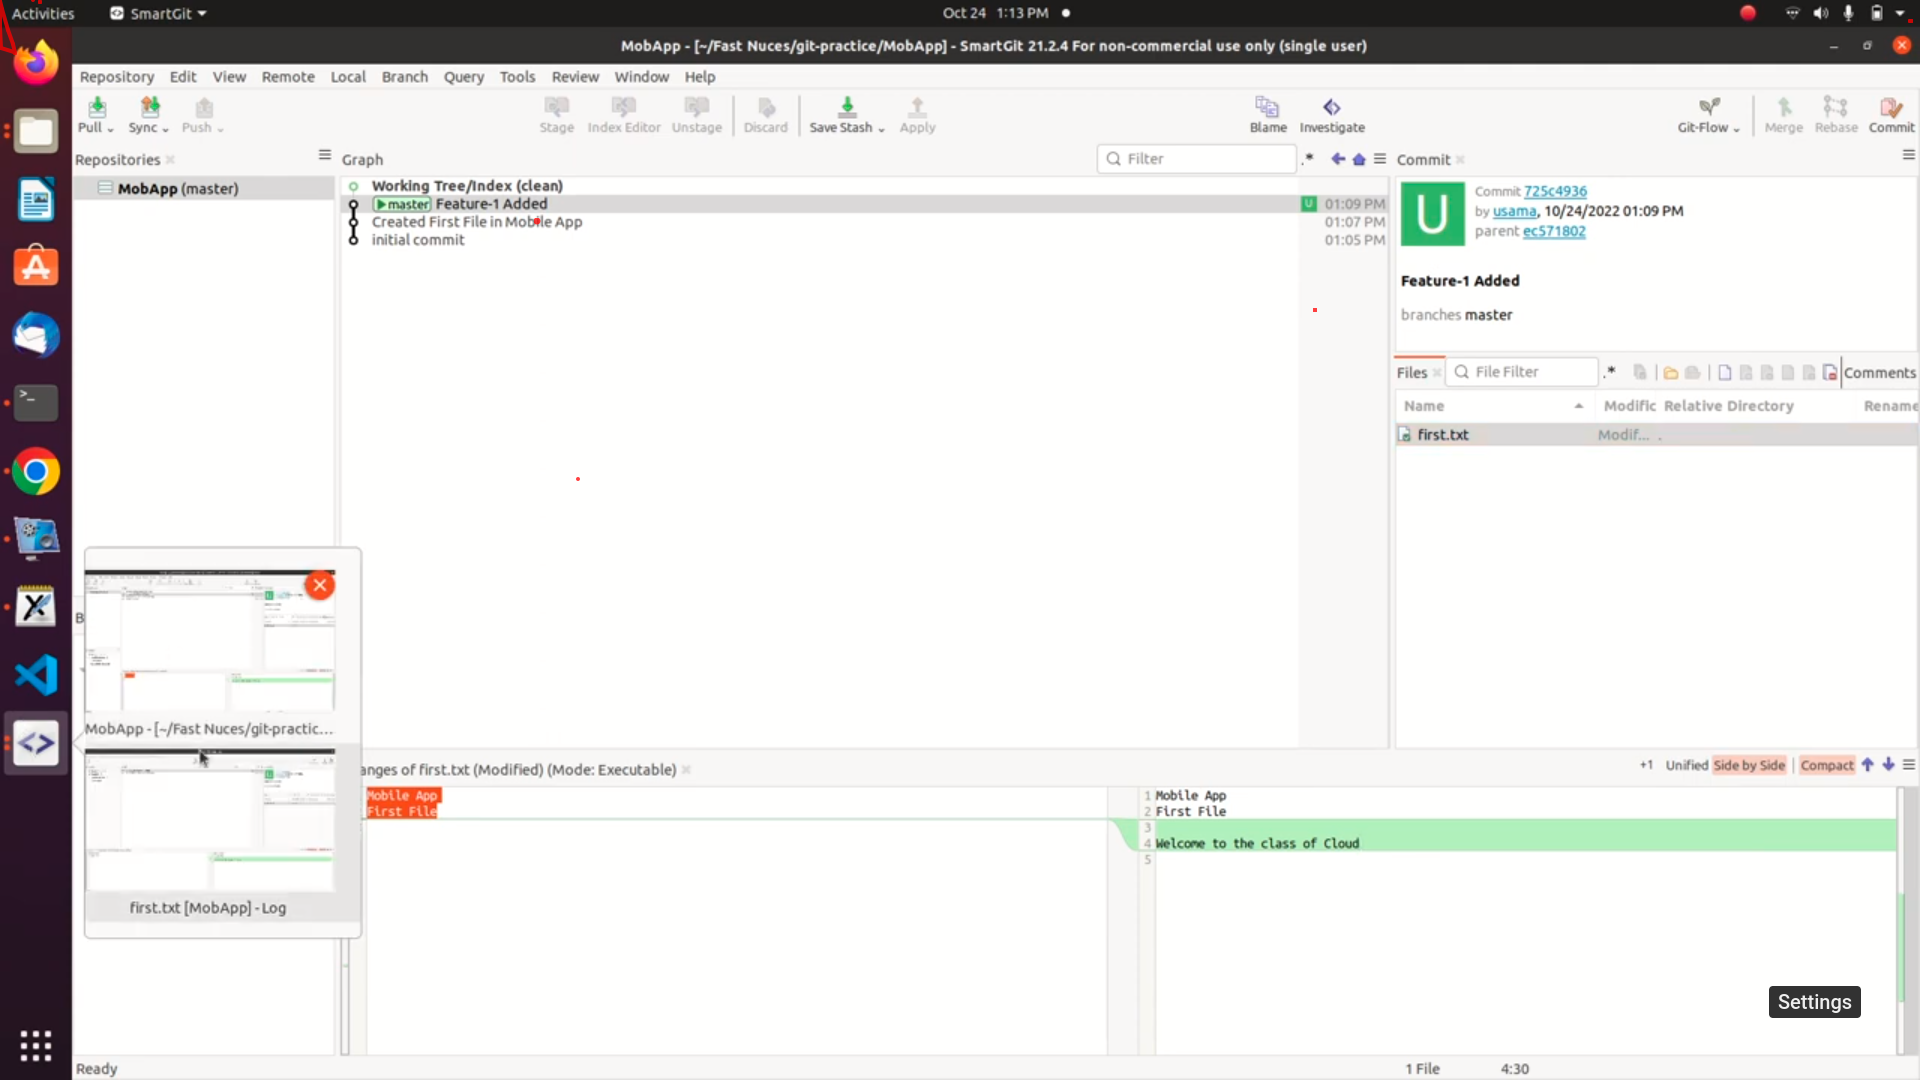 Activities
SmartGit
Oct 24 1:13 PM
MobApp - [~/Fast Nuces/git-practice/MobApp] - SmartGit 21.2.4 For non-commercial use only (single user)
Repository Edit View Remote Local Branch Query Tools Review Window Help
Pull Sync Push Stage Index Editor Unstage Discard Save Stash Apply Blame Investigate Git-Flow Merge Rebase Commit
Repositories
MobApp (master)
Graph
Filter
.*
Working Tree/Index (clean)
master Feature-1 Added U 01:09 PM
Created First File in Mobile App 01:07 PM
initial commit 01:05 PM
Commit
U
Commit 725c4936
by usama, 10/24/2022 01:09 PM
parent ec571802
Feature-1 Added
branches master
Files
File Filter
.*
Comments
Name Modific Relative Directory Rename
first.txt Modif... .
B
MobApp - [~/Fast Nuces/git-practic...
first.txt [MobApp] - Log
anges of first.txt (Modified) (Mode: Executable)
+1 Unified Side by Side Compact
Mobile App
First File
1 Mobile App
2 First File
3
4 Welcome to the class of Cloud
5
Settings
Ready
1 File
4:30